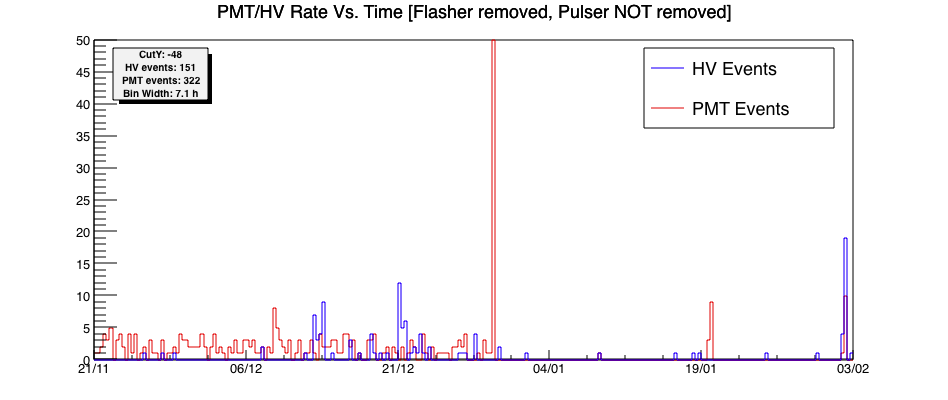 PMT/HV Rate Vs. Time [Flasher removed, Pulser NOT removed]
50
45
40
35
30
25
20
15
10
5
0
CutY: -48
HV events: 151
PMT events: 322
Bin Width: 7.1 h
HV Events
PMT Events
21/11
06/12
21/12
04/01
19/01
03/02